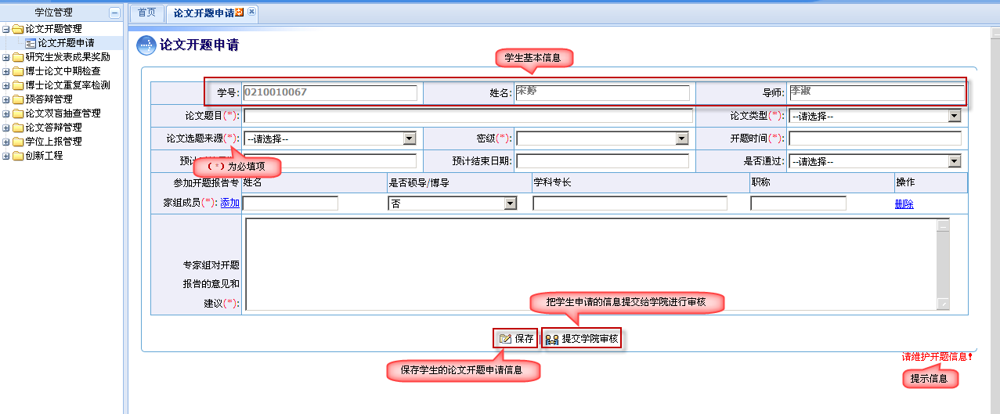 学位管理
首页
论文开题申请
论文开题管理
论文开题申请
研究生发表成果奖励
博士论文中期检查
博士论文重复率检测
预答辩管理
论文双盲抽查管理
论文答辩管理
学位上报管理
创新工程
论文开题申请
学生基本信息
学号: 0210010067 姓名: 宋婷 导师: 李淑
论文题目(*): 论文类型(*): --请选择--
论文选题来源(*): --请选择-- 密级(*): 开题时间(*):
预计 预计结束日期: 是否通过: --请选择--
（*）为必填项
参加开题报告专 姓名 是否硕导/博导 学科专长 职称 操作
家组成员(*): 添加 否 删除
专家组对开题
报告的意见和
建议(*):
把学生申请的信息提交给学院进行审核
保存 | 提交学院审核
请维护开题信息!
保存学生的论文开题申请信息
提示信息